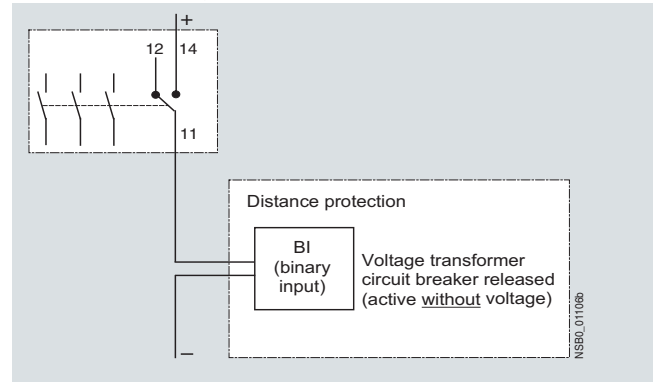 +
12 14
11
Distance protection
BI
(binary
input)
Voltage transformer
circuit breaker released
(active without voltage)
–
NSB0_01106b